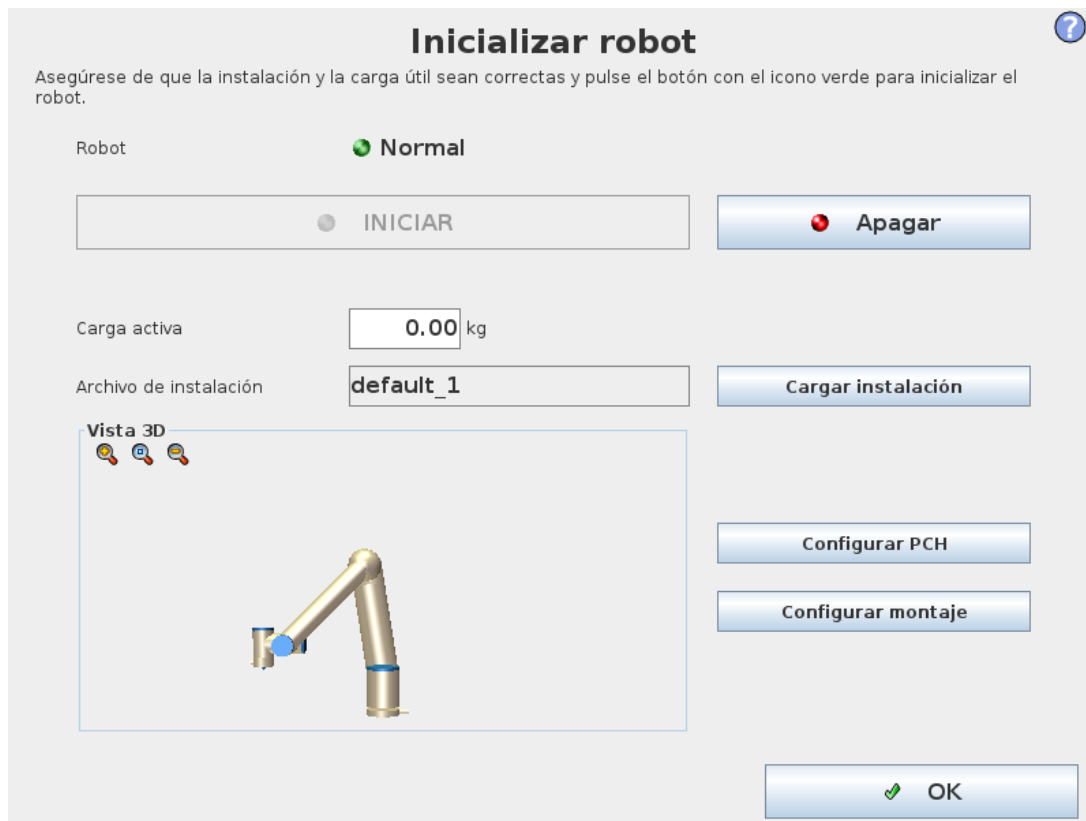 Inicializar robot
?
Asegúrese de que la instalación y la carga útil sean correctas y pulse el botón con el icono verde para inicializar el
robot.
Robot
Normal
INICIAR
Apagar
Carga activa
0.00 kg
Archivo de instalación
default_1
Cargar instalación
Vista 3D
Configurar PCH
Configurar montaje
OK